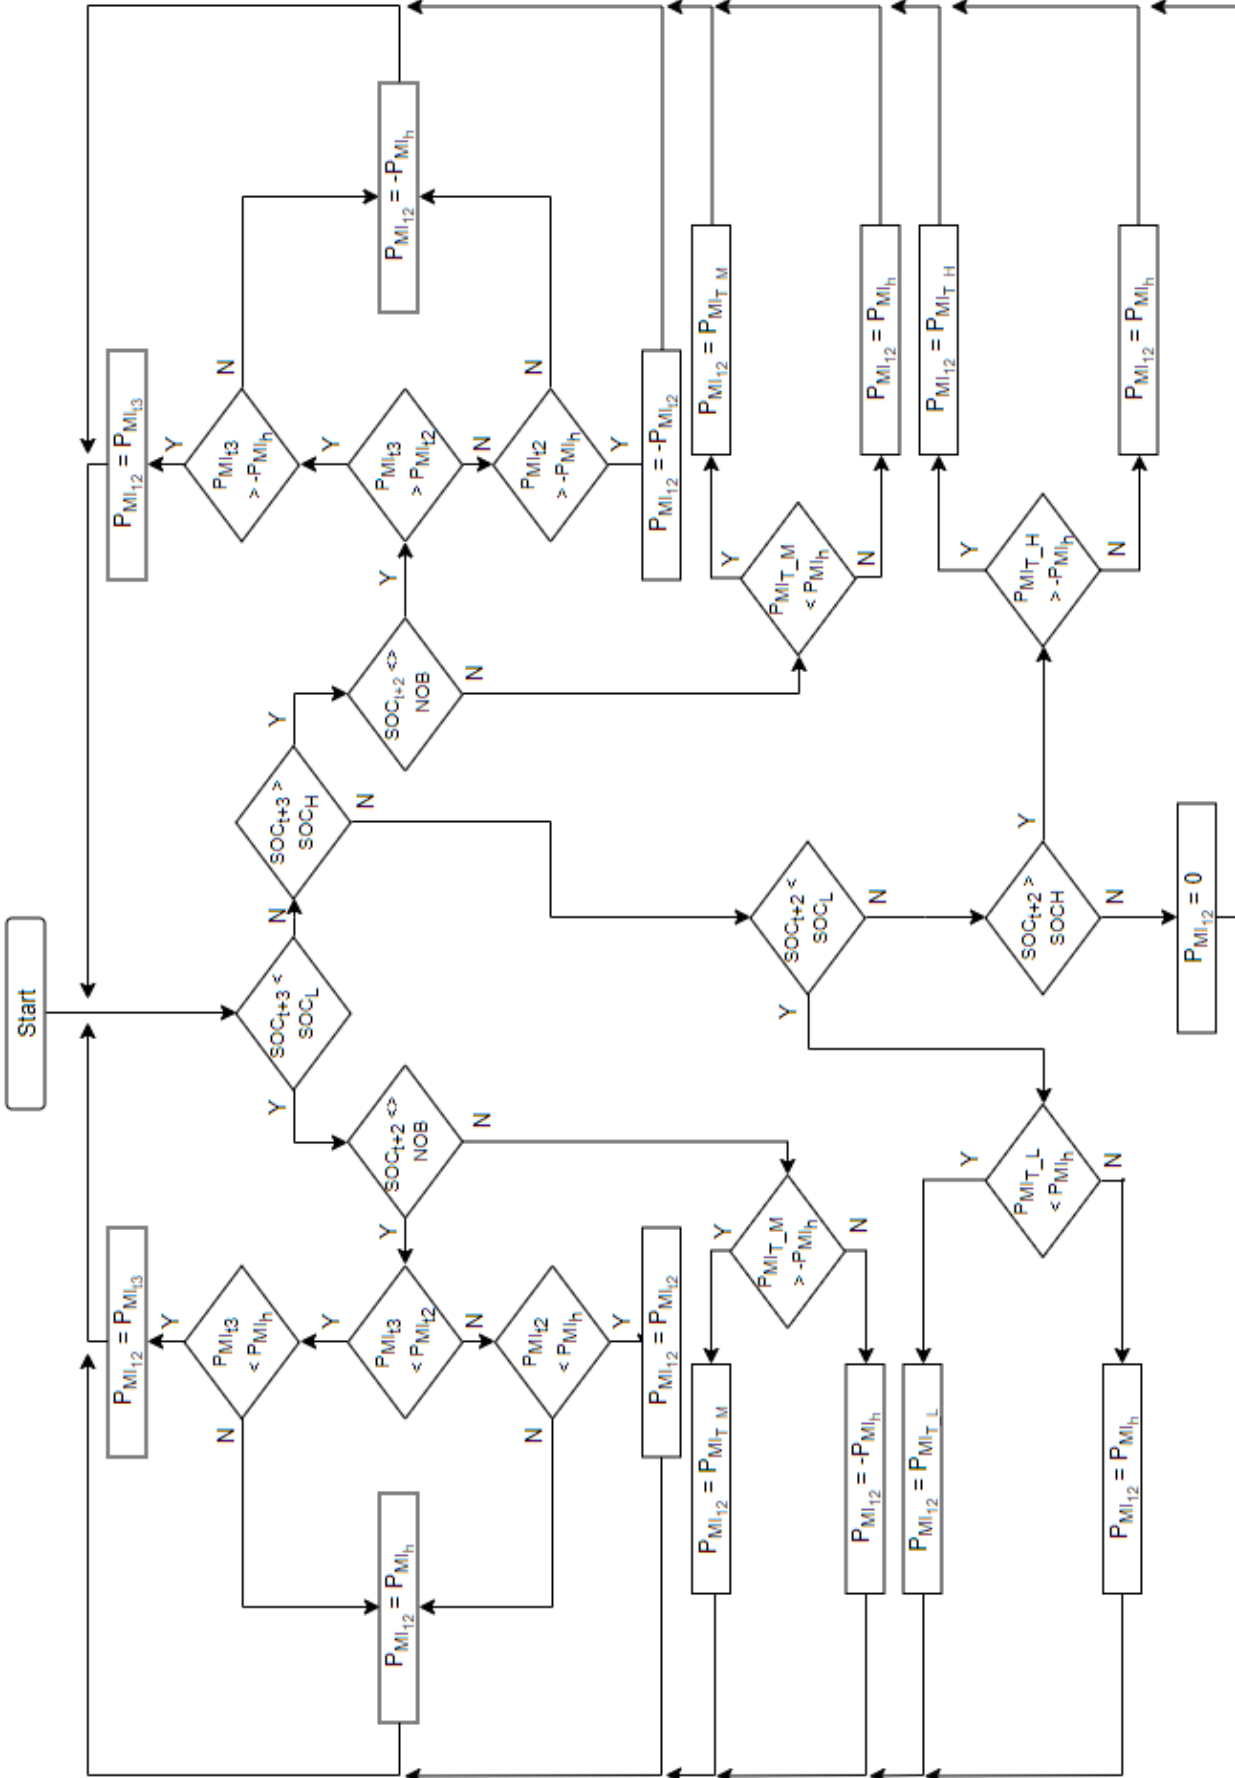 Start
SOCt+3 <
SOCL
Y
N
SOCt+3 >
SOCH
Y
N
SOCt+2 <>
NOB
Y
N
SOCt+2 <>
NOB
Y
N
PMIt3
< PMIt2
Y
N
PMIt3
< PMIh
Y
N
PMI12 = PMIt3
PMIt2
< PMIh
Y
N
PMI12 = PMIt2
PMI12 = PMIh
PMIT_M
> -PMIh
Y
N
PMI12 = PMIT_M
PMI12 = -PMIh
PMIt3
> PMIt2
Y
N
PMIt3
> -PMIh
Y
N
PMI12 = PMIt3
PMIt2
> -PMIh
Y
N
PMI12 = -PMIt2
PMI12 = -PMIh
PMIT_M
< PMIh
Y
N
PMI12 = PMIT_M
PMI12 = PMIh
SOCt+2 <
SOCL
Y
N
PMIT_L
< PMIh
Y
N
PMI12 = PMIT_L
PMI12 = PMIh
SOCt+2 >
SOCH
Y
N
PMIT_H
> -PMIh
Y
N
PMI12 = PMIT_H
PMI12 = PMIh
PMI12 = 0